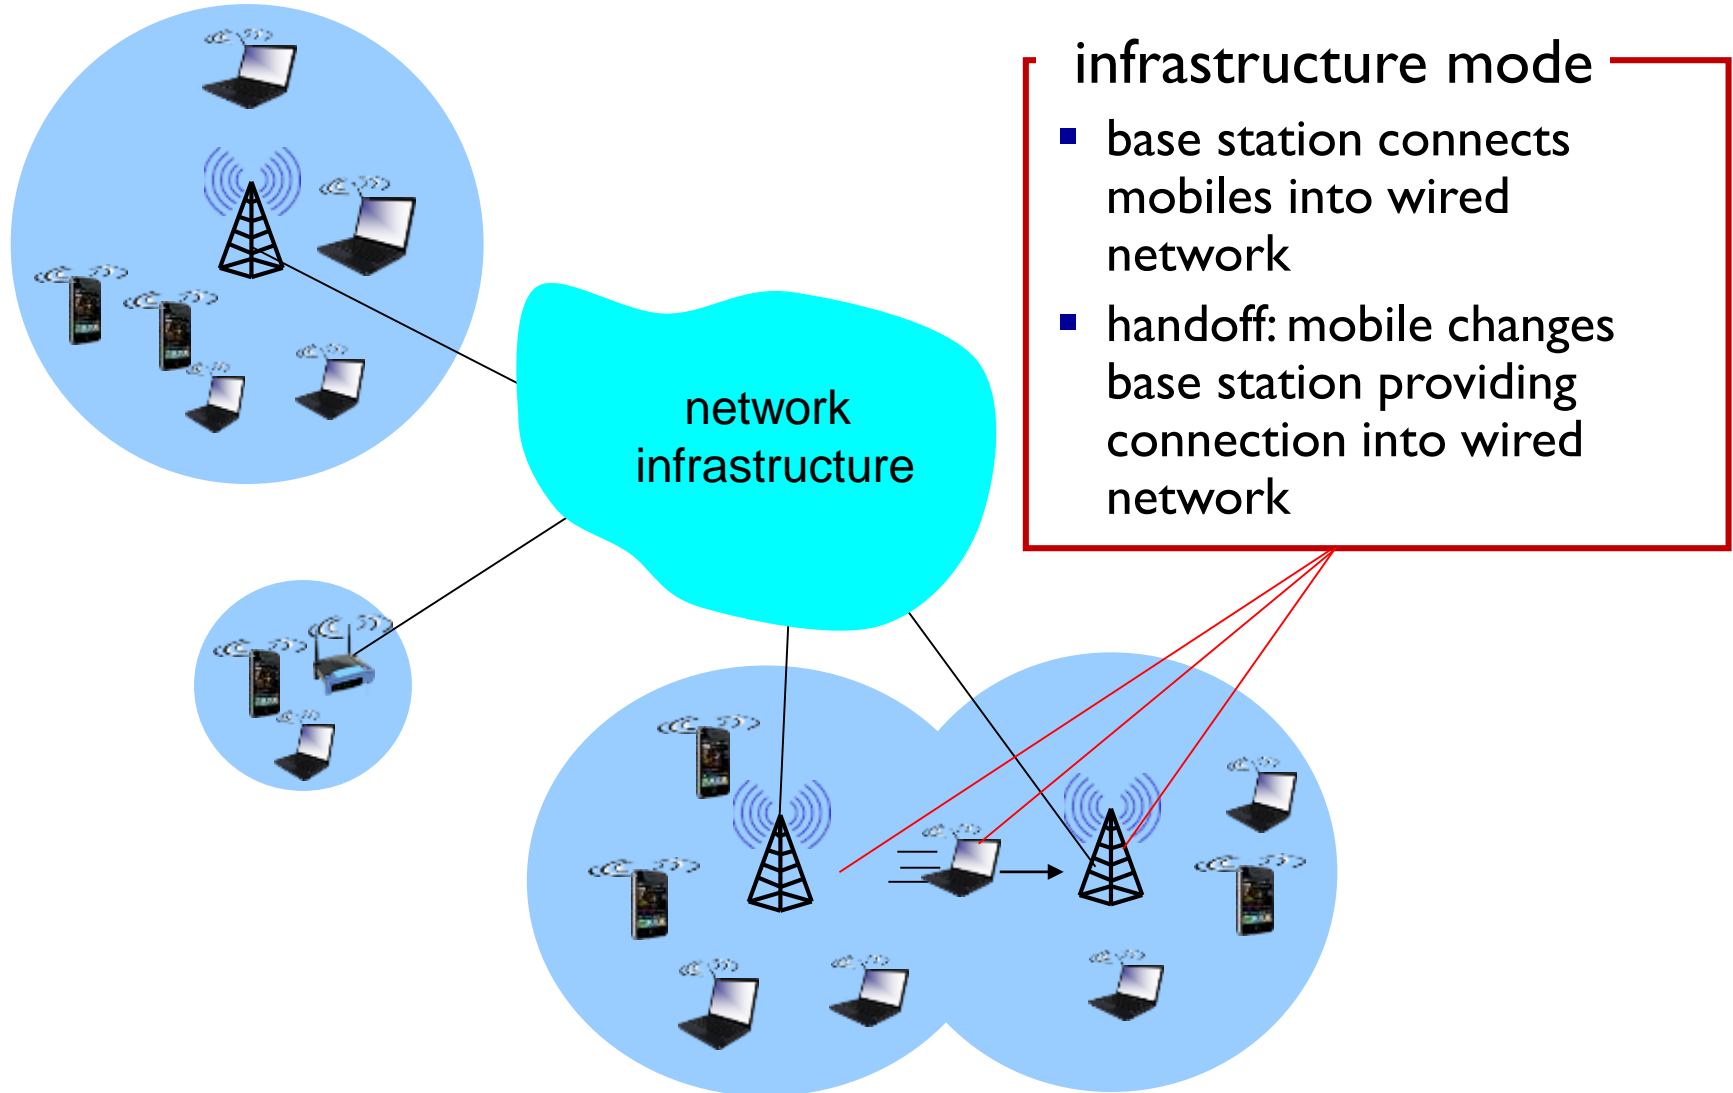 infrastructure mode
base station connects
mobiles into wired
network
handoff: mobile changes
base station providing
connection into wired
network
network
infrastructure